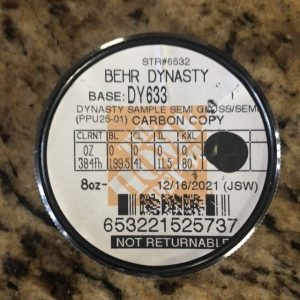 STR#6532
BEHR DYNASTY
BASE:DY633
DYNASTY SAMPLE SEMI GLOSS/SEMI
(PPU25-01) CARBON COPY
CLRNT BL CL IL KXL
OZ 0 0 0 0
384th 199.5 41 11.5 80
8oz- 12/16/2021 (JSW)
653221525737
NOT RETURNABLE